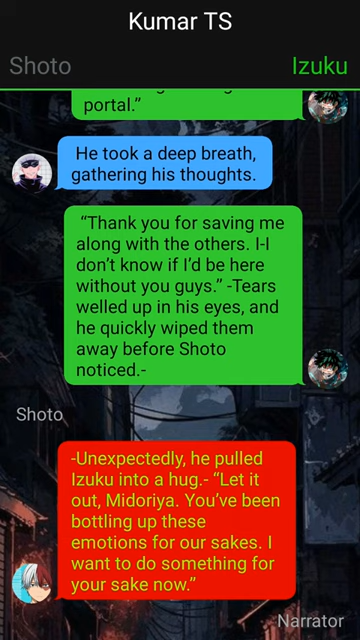 Kumar TS
Shoto Izuku
portal.”
He took a deep breath,
gathering his thoughts.
“Thank you for saving me
along with the others. I-I
don’t know if I’d be here
without you guys.” -Tears
welled up in his eyes, and
he quickly wiped them
away before Shoto
noticed.-
Shoto
-Unexpectedly, he pulled
Izuku into a hug.- “Let it
out, Midoriya. You’ve been
bottling up these
emotions for our sakes. I
want to do something for
your sake now.”
Narrator